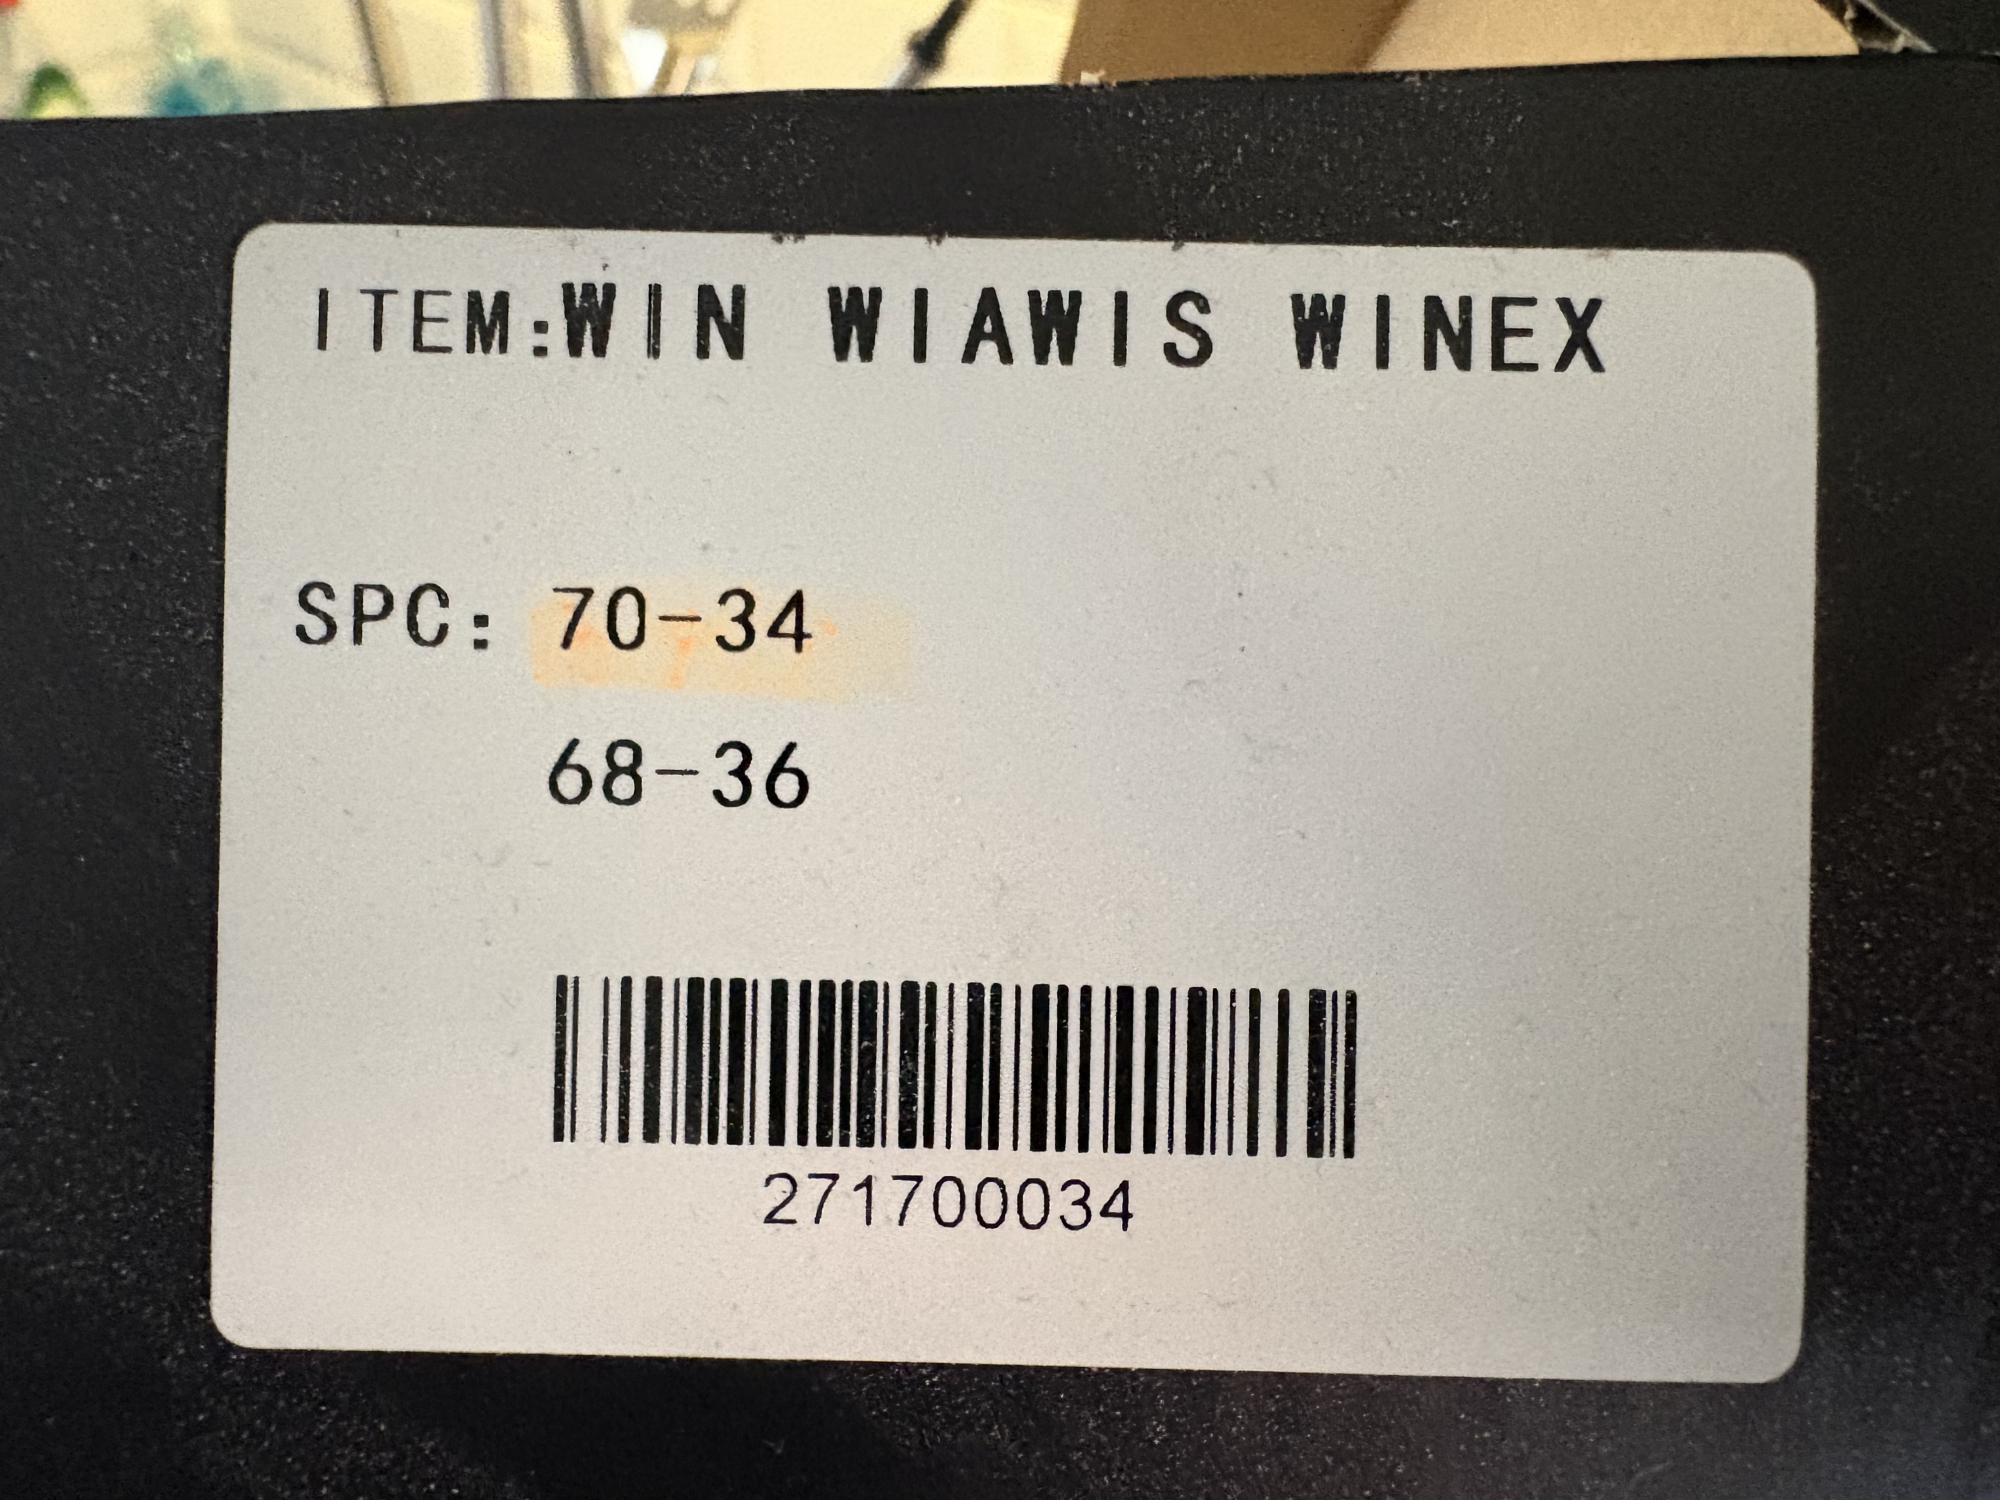 ITEM:WIN WIAWIS WINEX
SPC: 70-34
68-36
271700034